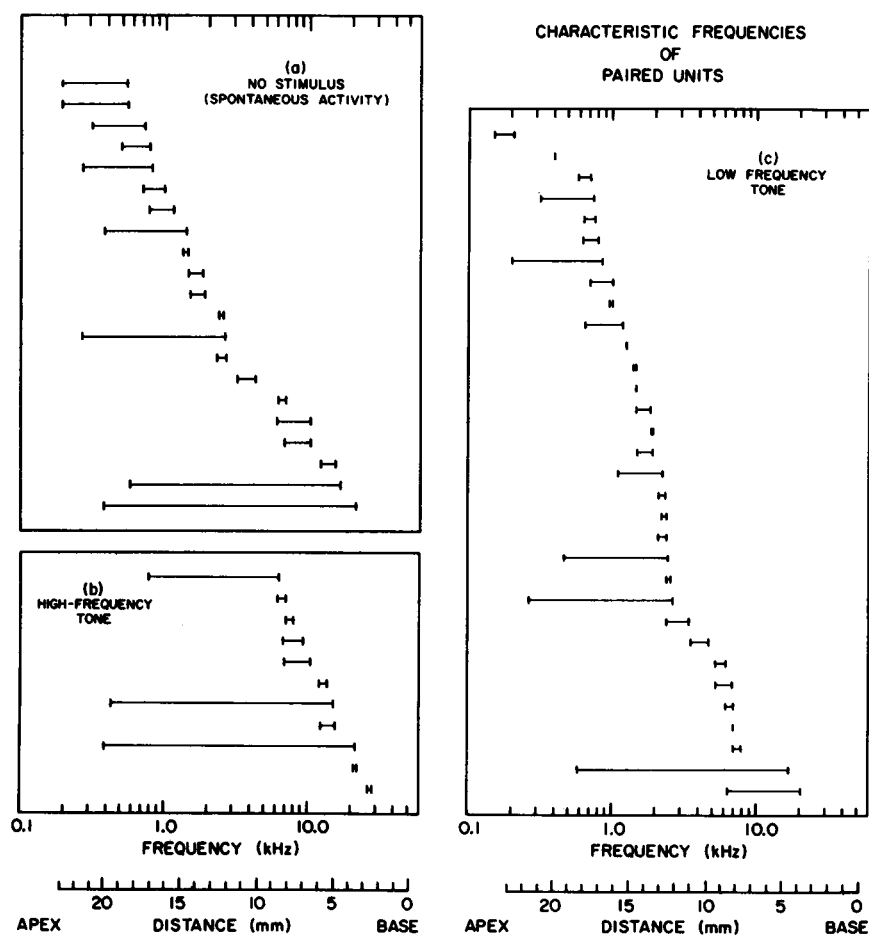 CHARACTERISTIC FREQUENCIES
OF
PAIRED UNITS
(a)
NO STIMULUS
(SPONTANEOUS ACTIVITY)
(b)
HIGH-FREQUENCY
TONE
0.1 1.0 10.0
FREQUENCY (kHz)
20 15 10 5 0
APEX DISTANCE (mm) BASE
(c)
LOW FREQUENCY
TONE
0.1 1.0 10.0
FREQUENCY (kHz)
20 15 10 5 0
APEX DISTANCE (mm) BASE